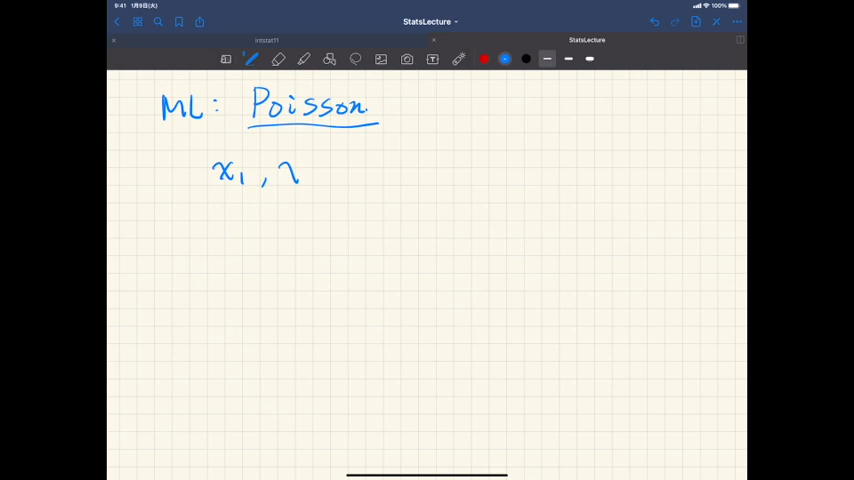 9:41 1月9日(火)
100%
StatsLecture
intstat11
StatsLecture
ML: Poisson.
x₁,